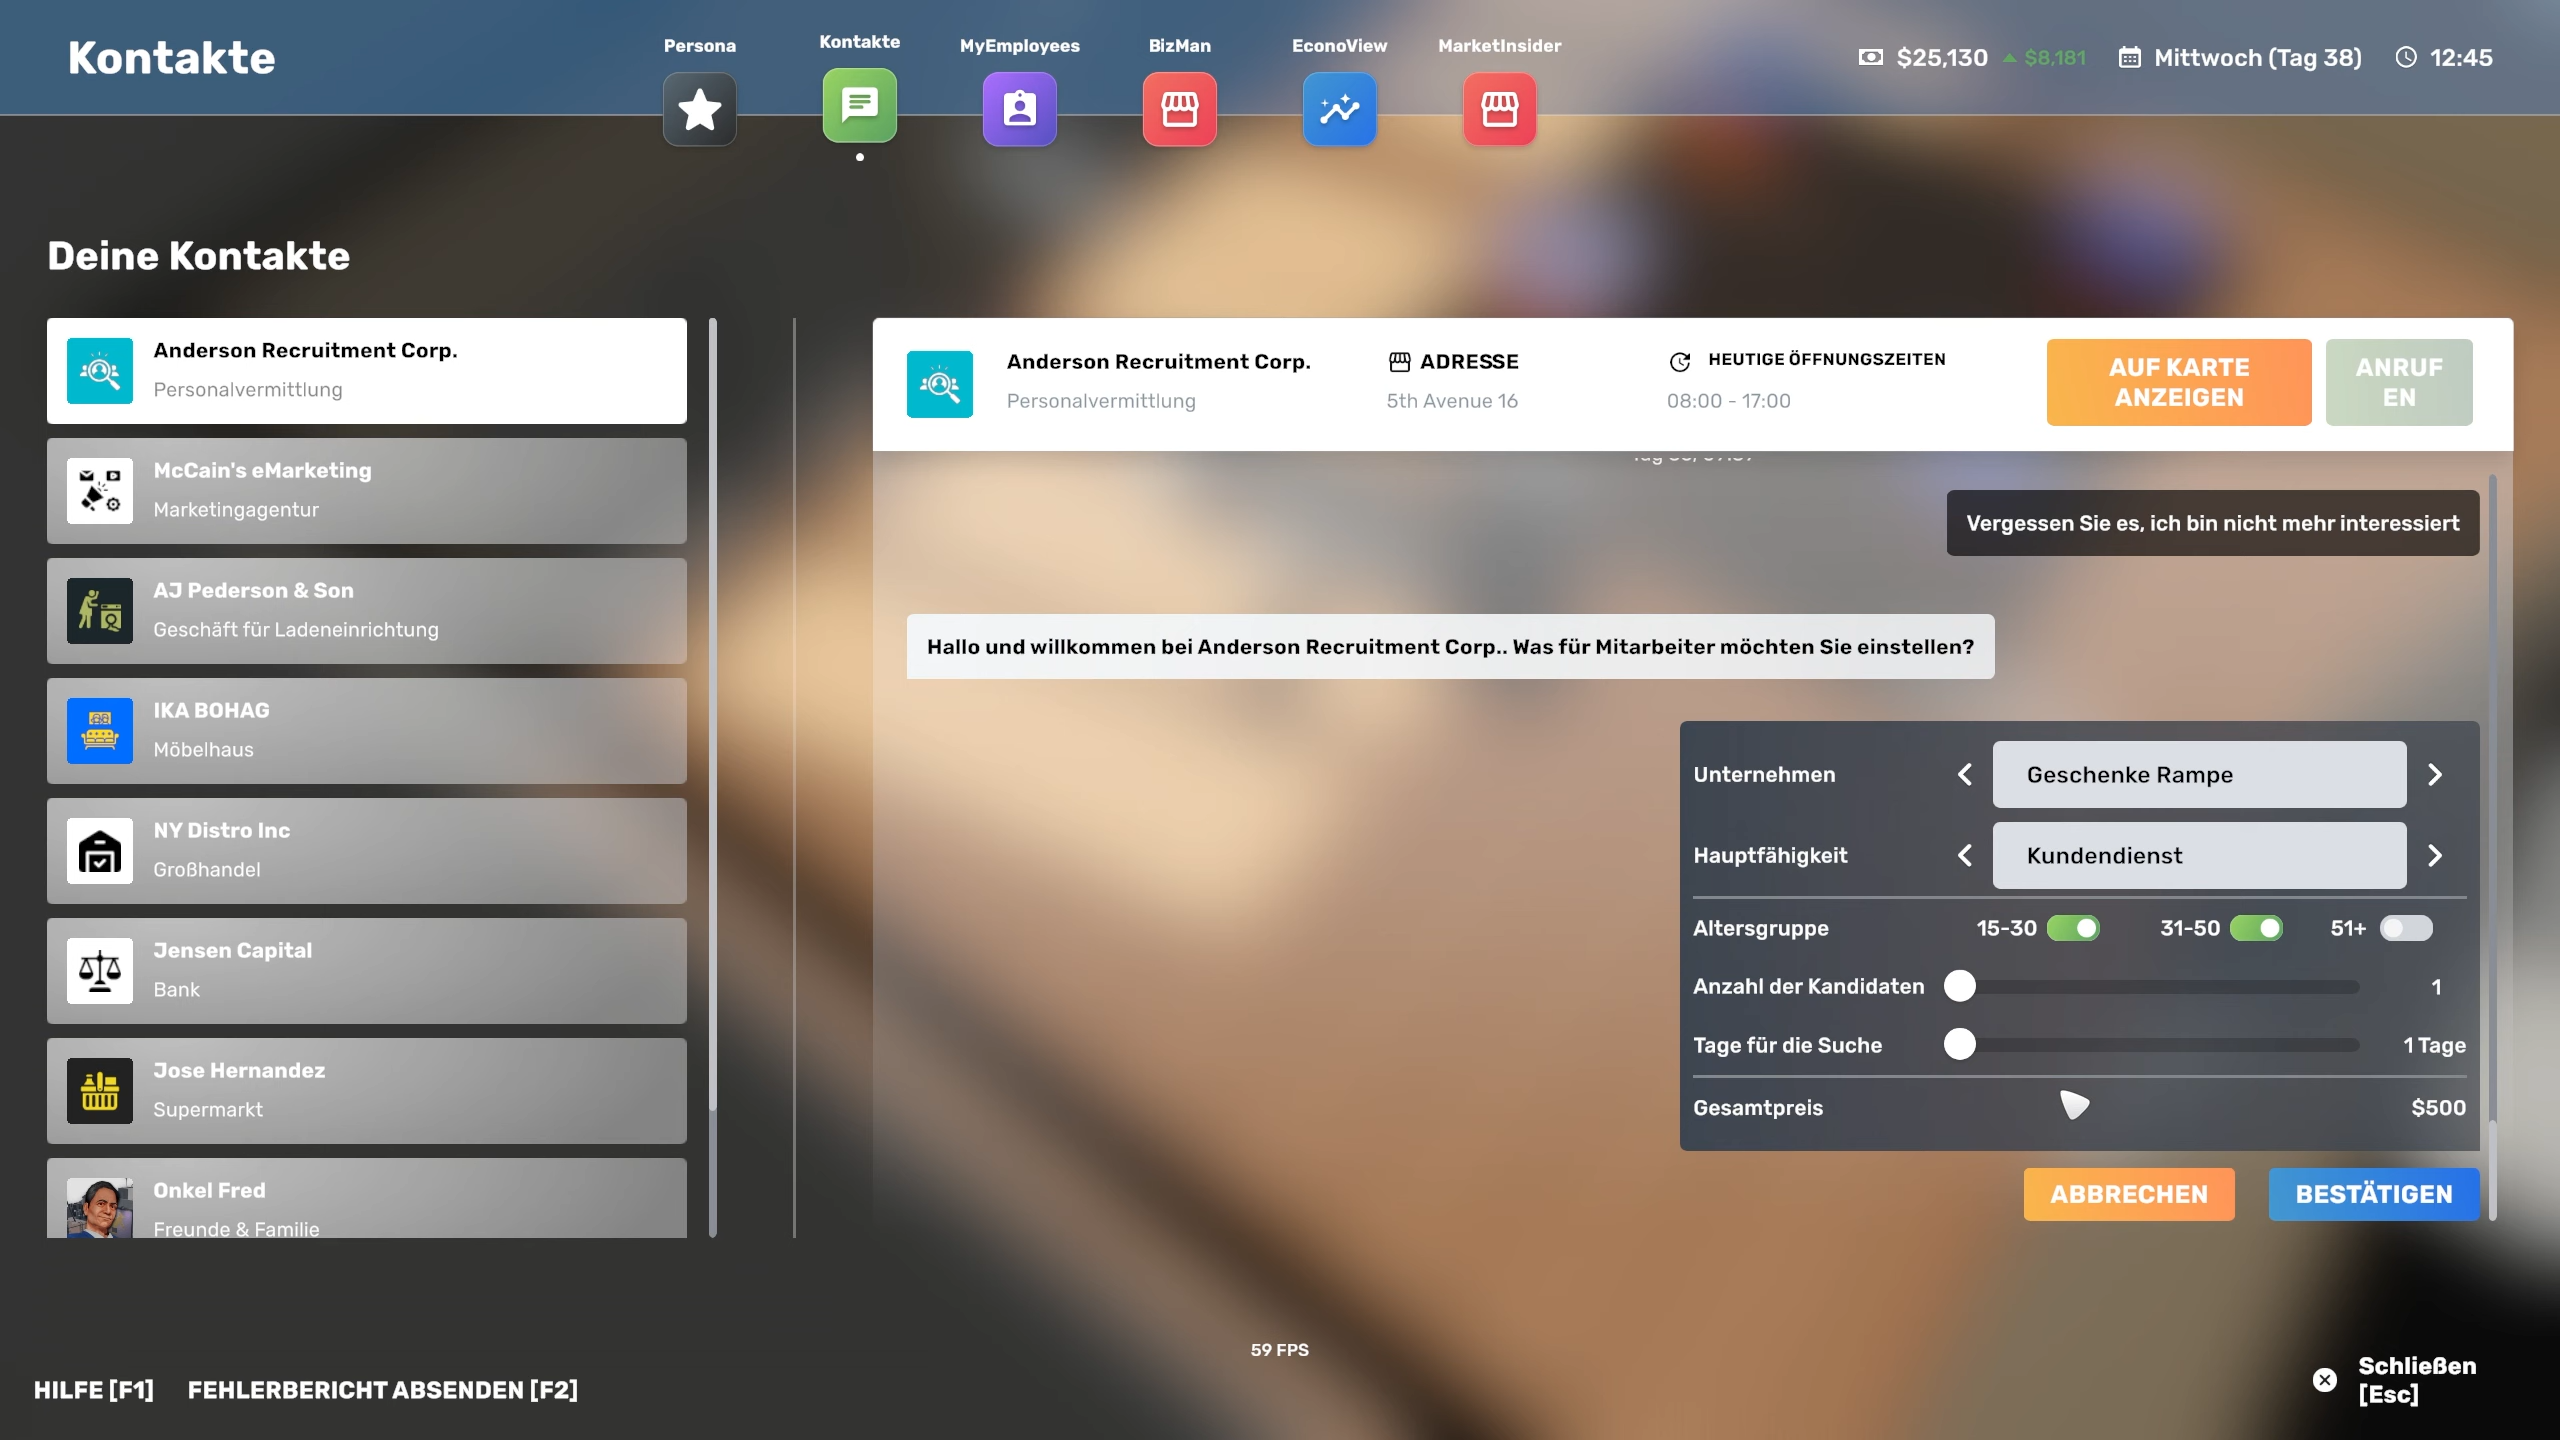 Kontakte
Persona
Kontakte
MyEmployees
BizMan
EconoView
MarketInsider
$25,130 $8,181 Mittwoch (Tag 38) 12:45
Deine Kontakte
Anderson Recruitment Corp.
Personalvermittlung
McCain's eMarketing
Marketingagentur
AJ Pederson & Son
Geschäft für Ladeneinrichtung
IKA BOHAG
Möbelhaus
NY Distro Inc
Großhandel
Jensen Capital
Bank
Jose Hernandez
Supermarkt
Onkel Fred
Freunde & Familie
Anderson Recruitment Corp.
Personalvermittlung
ADRESSE
5th Avenue 16
HEUTIGE ÖFFNUNGSZEITEN
08:00 - 17:00
AUF KARTE
ANZEIGEN
ANRUF
EN
Vergessen Sie es, ich bin nicht mehr interessiert
Hallo und willkommen bei Anderson Recruitment Corp.. Was für Mitarbeiter möchten Sie einstellen?
Unternehmen Geschenke Rampe
Hauptfähigkeit Kundendienst
Altersgruppe 15-30 31-50 51+
Anzahl der Kandidaten 1
Tage für die Suche 1 Tage
Gesamtpreis $500
ABBRECHEN BESTÄTIGEN
59 FPS
HILFE [F1] FEHLERBERICHT ABSENDEN [F2]
Schließen
[Esc]